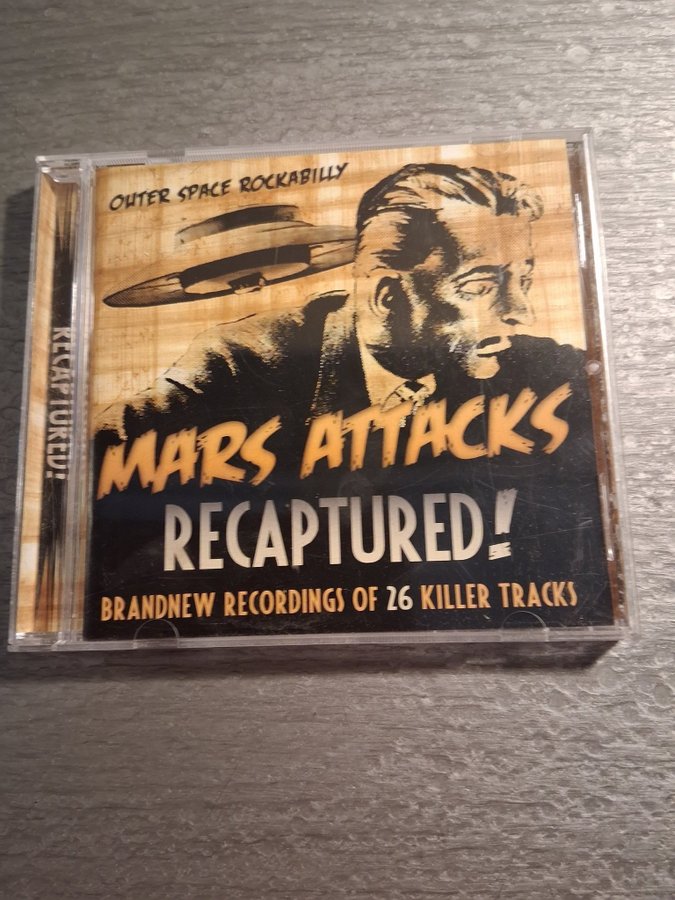 OUTER SPACE ROCKABILLY
MARS ATTACKS
RECAPTURED!
BRANDNEW RECORDINGS OF 26 KILLER TRACKS
RECAPTURED!